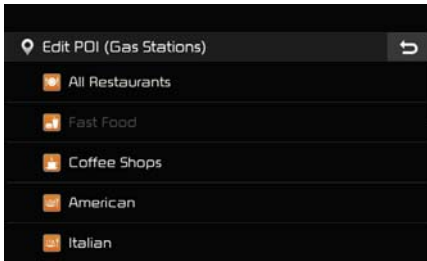 Edit POI (Gas Stations)
All Restaurants
Fast Food
Coffee Shops
American
Italian